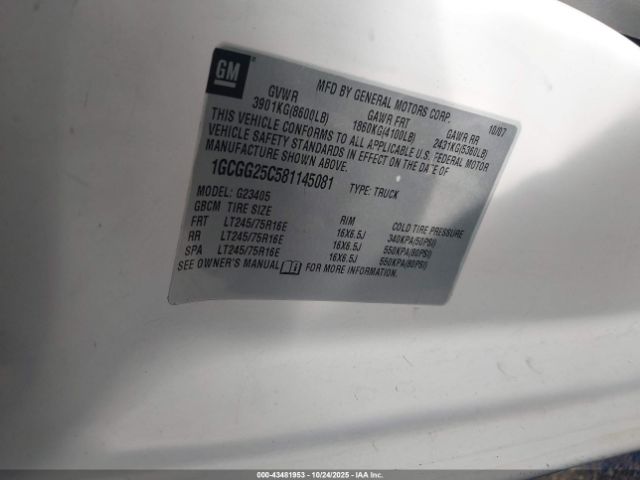 GM
MFD BY GENERAL MOTORS CORP. 10/07
GVWR GAWR FRT GAWR RR
3901KG(8600LB) 1860KG(4100LB) 2431KG(5360LB)
THIS VEHICLE CONFORMS TO ALL APPLICABLE U.S. FEDERAL MOTOR
VEHICLE SAFETY STANDARDS IN EFFECT ON THE DATE OF
MANUFACTURE SHOWN ABOVE.
1GCGG25C581145081 TYPE: TRUCK
MODEL: G23405
GBCM TIRE SIZE RIM COLD TIRE PRESSURE
FRT LT245/75R16E 16X6.5J 340KPA(50PSI)
RR LT245/75R16E 16X6.5J 550KPA(80PSI)
SPA LT245/75R16E 16X6.5J 550KPA(80PSI)
SEE OWNER'S MANUAL FOR MORE INFORMATION.
000-43481953 - 10/24/2025 - IAA Inc.